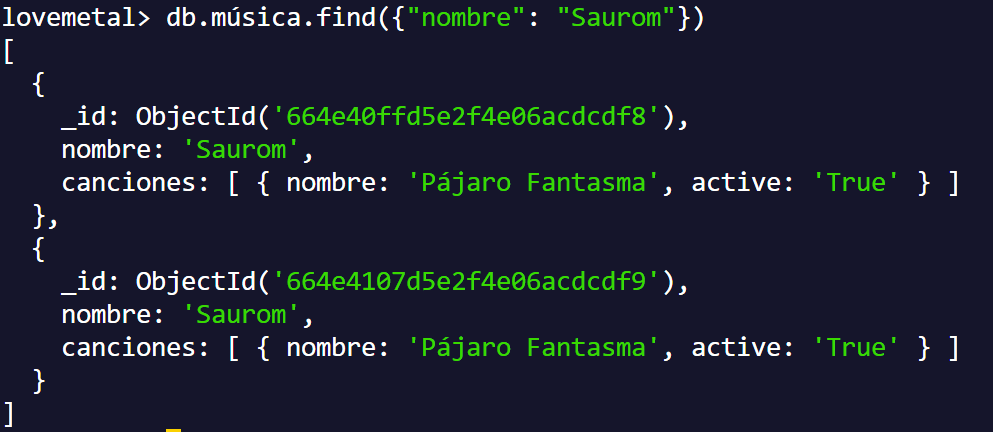 lovemetal> db.música.find({"nombre": "Saurom"})
[
  {
    _id: ObjectId('664e40ffd5e2f4e06acdcdf8'),
    nombre: 'Saurom',
    canciones: [ { nombre: 'Pájaro Fantasma', active: 'True' } ]
  },
  {
    _id: ObjectId('664e4107d5e2f4e06acdcdf9'),
    nombre: 'Saurom',
    canciones: [ { nombre: 'Pájaro Fantasma', active: 'True' } ]
  }
]